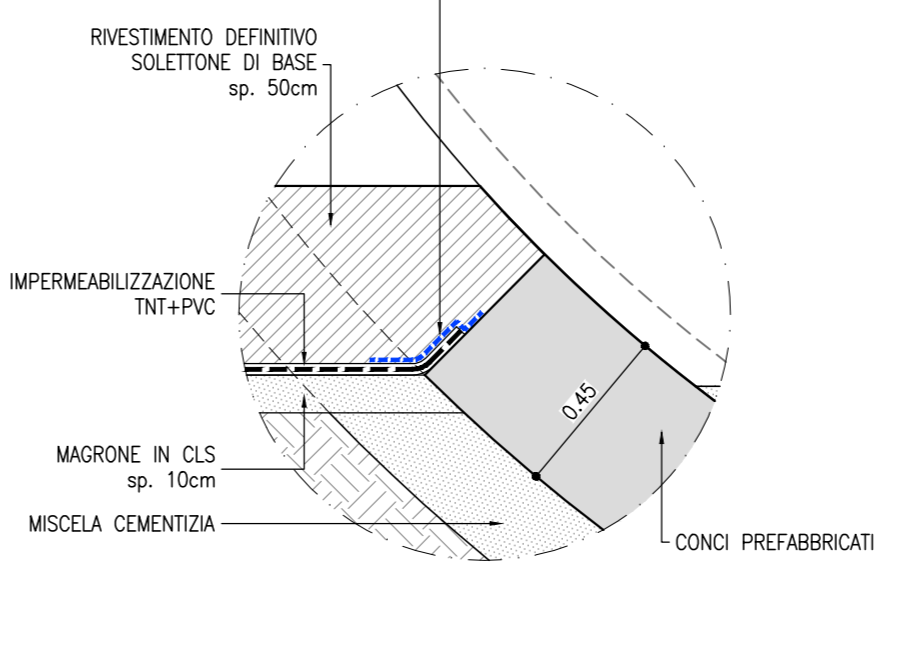 RIVESTIMENTO DEFINITIVO
SOLETTONE DI BASE
sp. 50cm
IMPERMEABILIZZAZIONE
TNT+PVC
0.45
MAGRONE IN CLS
sp. 10cm
MISCELA CEMENTIZIA
CONCI PREFABBRICATI